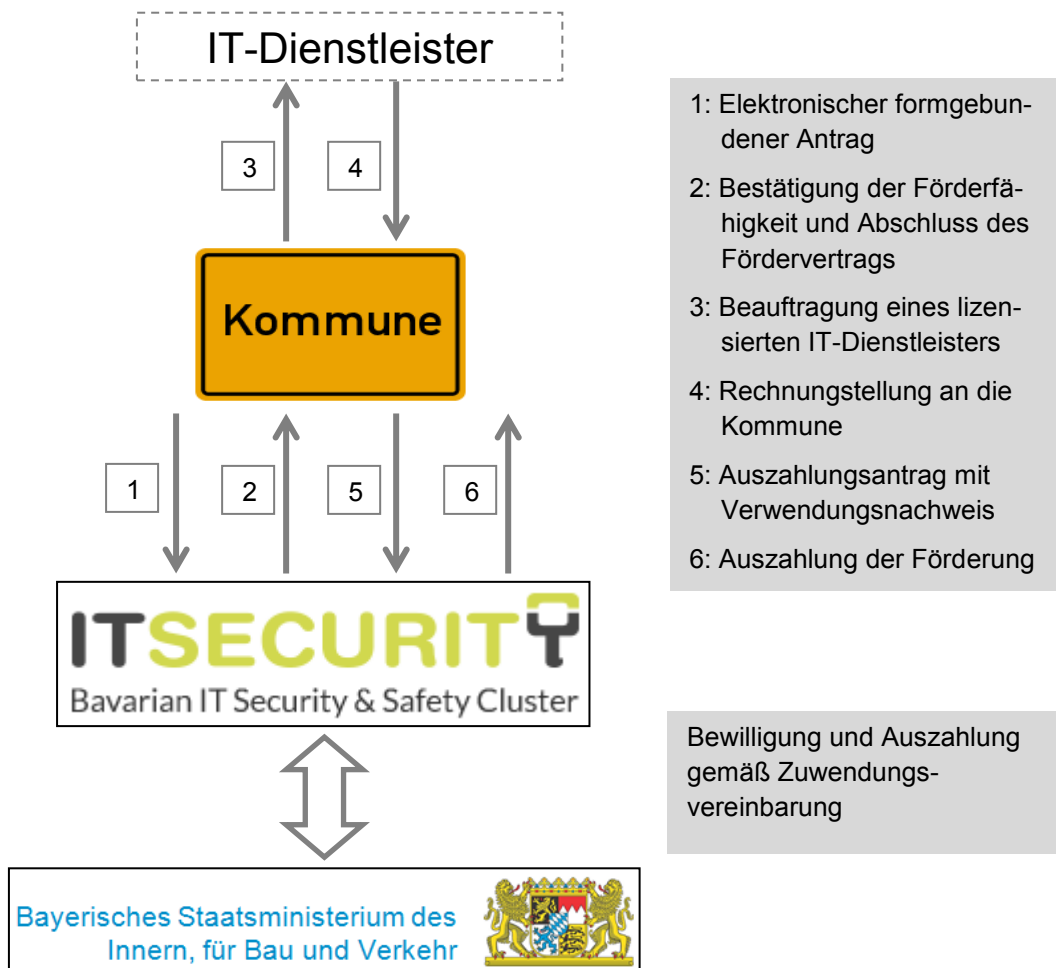 IT-Dienstleister
3
4
Kommune
1
2
5
6
ITSECURITY
Bavarian IT Security & Safety Cluster
Bayerisches Staatsministerium des
Innern, für Bau und Verkehr
1: Elektronischer formgebun-
dener Antrag
2: Bestätigung der Förderfä-
higkeit und Abschluss des
Fördervertrags
3: Beauftragung eines lizen-
sierten IT-Dienstleisters
4: Rechnungstellung an die
Kommune
5: Auszahlungsantrag mit
Verwendungsnachweis
6: Auszahlung der Förderung
Bewilligung und Auszahlung
gemäß Zuwendungs-
vereinbarung